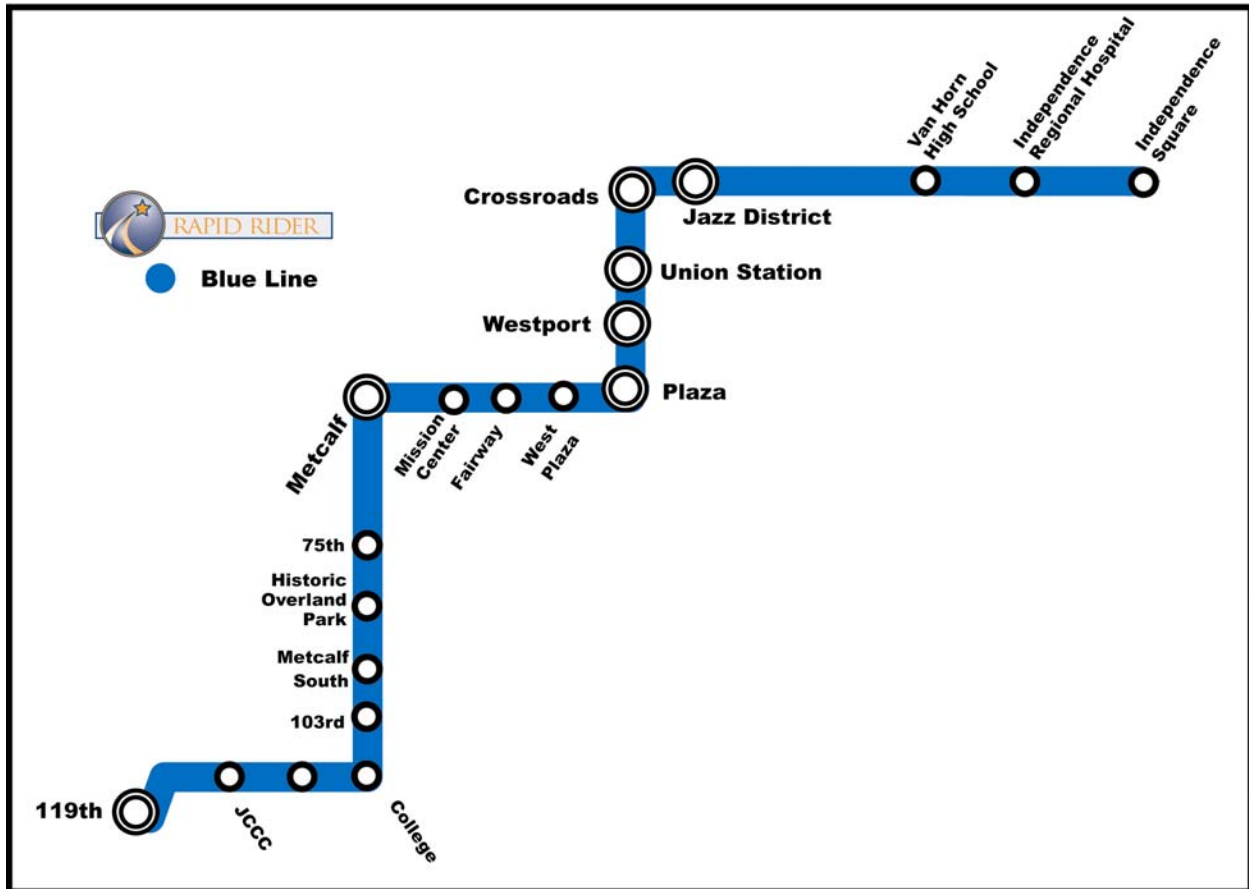 Van Horn
High School
Independence
Regional Hospital
Independence
Square
Crossroads
Jazz District
RAPID RIDER
Blue Line
Union Station
Westport
Plaza
Metcalf
Mission
Center
Fairway
West
Plaza
75th
Historic
Overland
Park
Metcalf
South
103rd
119th
JCCC
College